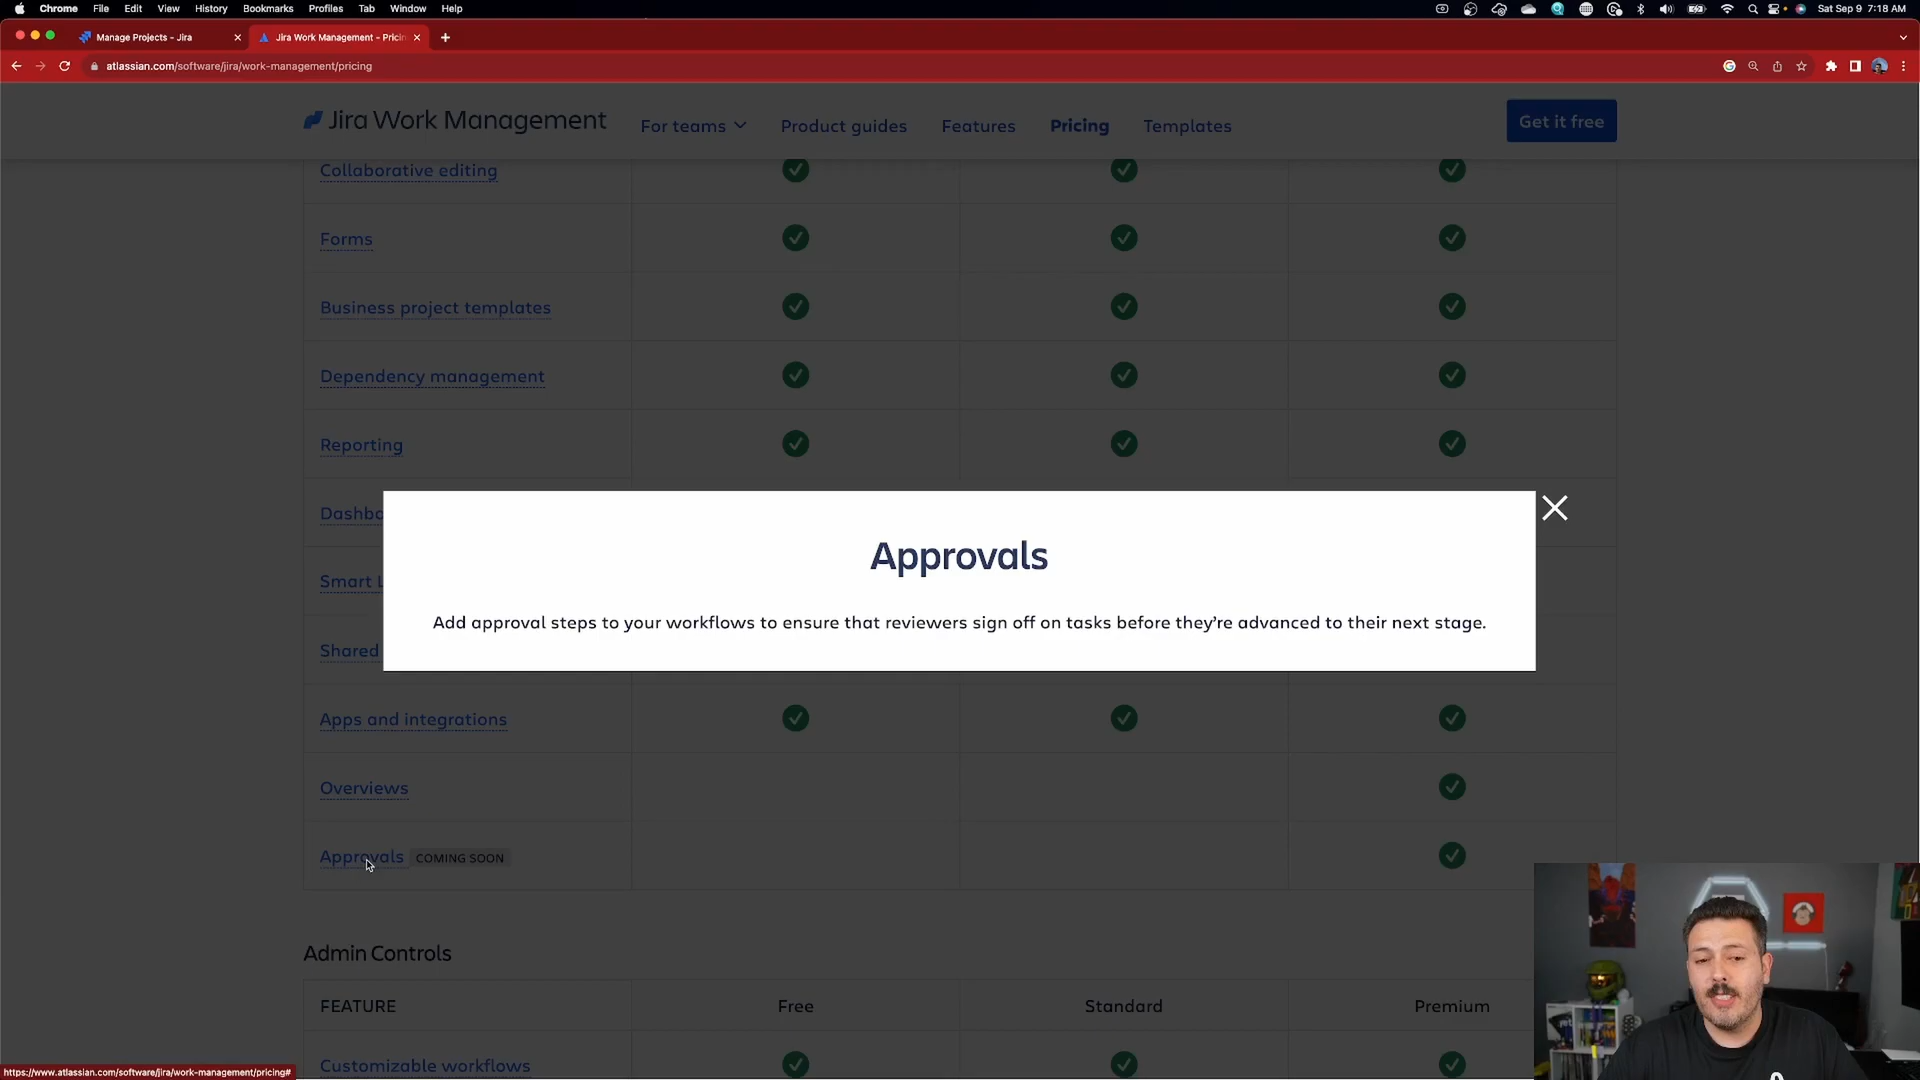 Chrome File Edit View History Bookmarks Profiles Tab Window Help
Sat Sep 9 7:18 AM
Manage Projects - Jira
Jira Work Management - Pricin
atlassian.com/software/jira/work-management/pricing
Jira Work Management
For teams
Product guides
Features
Pricing
Templates
Get it free
Collaborative editing
Forms
Business project templates
Dependency management
Reporting
Dashbo
Smart L
Shared
Approvals
Add approval steps to your workflows to ensure that reviewers sign off on tasks before they're advanced to their next stage.
Apps and integrations
Overviews
Approvals COMING SOON
Admin Controls
FEATURE Free Standard Premium
Customizable workflows
https://www.atlassian.com/software/jira/work-management/pricing#